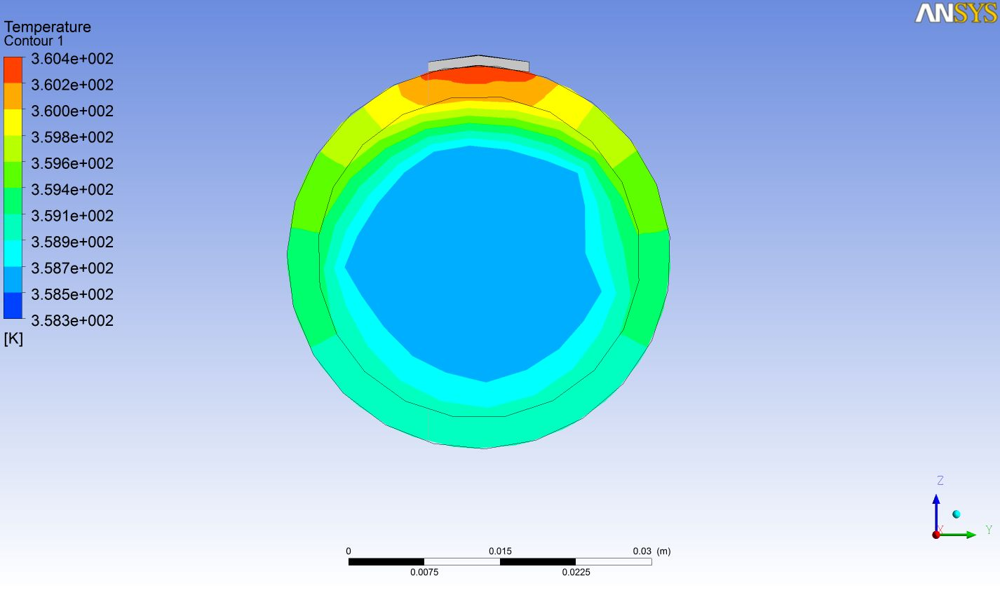 ANSYS
Temperature
Contour 1
3.604e+002
3.602e+002
3.600e+002
3.598e+002
3.596e+002
3.594e+002
3.591e+002
3.589e+002
3.587e+002
3.585e+002
3.583e+002
[K]
Z
X
Y
0
0.015
0.03
(m)
0.0075
0.0225